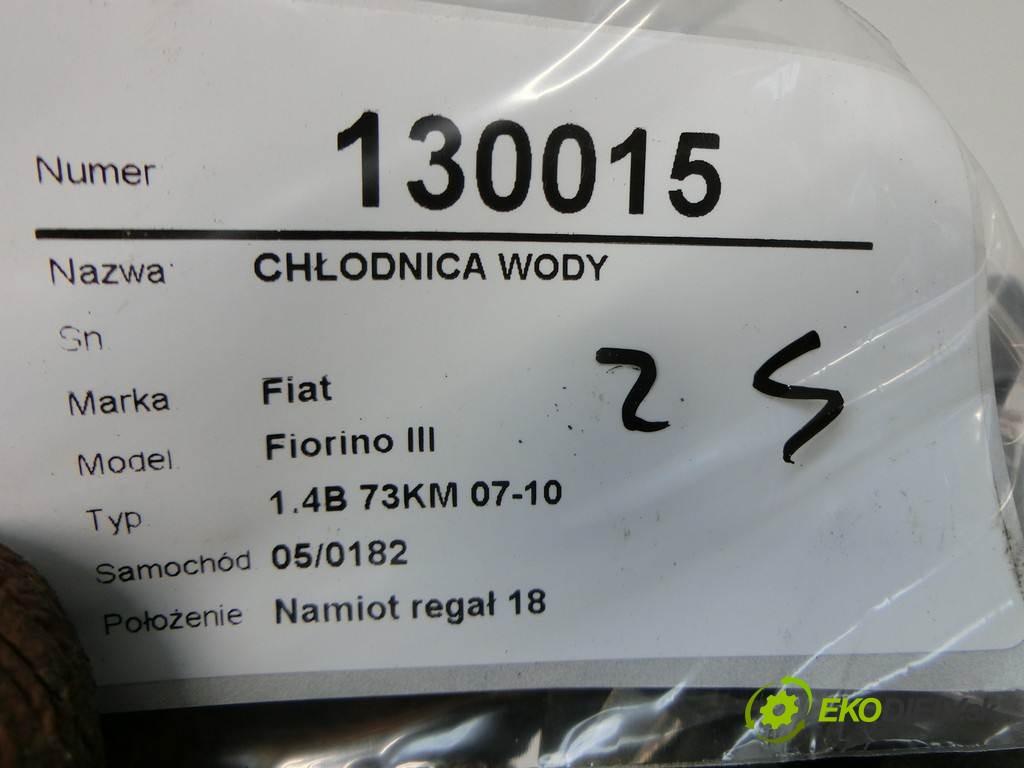 Numer 130015
Nazwa CHŁODNICA WODY
Sn
Marka Fiat
Model Fiorino III
Typ 1.4B 73KM 07-10
Samochód 05/0182
Położenie Namiot regał 18
EKO